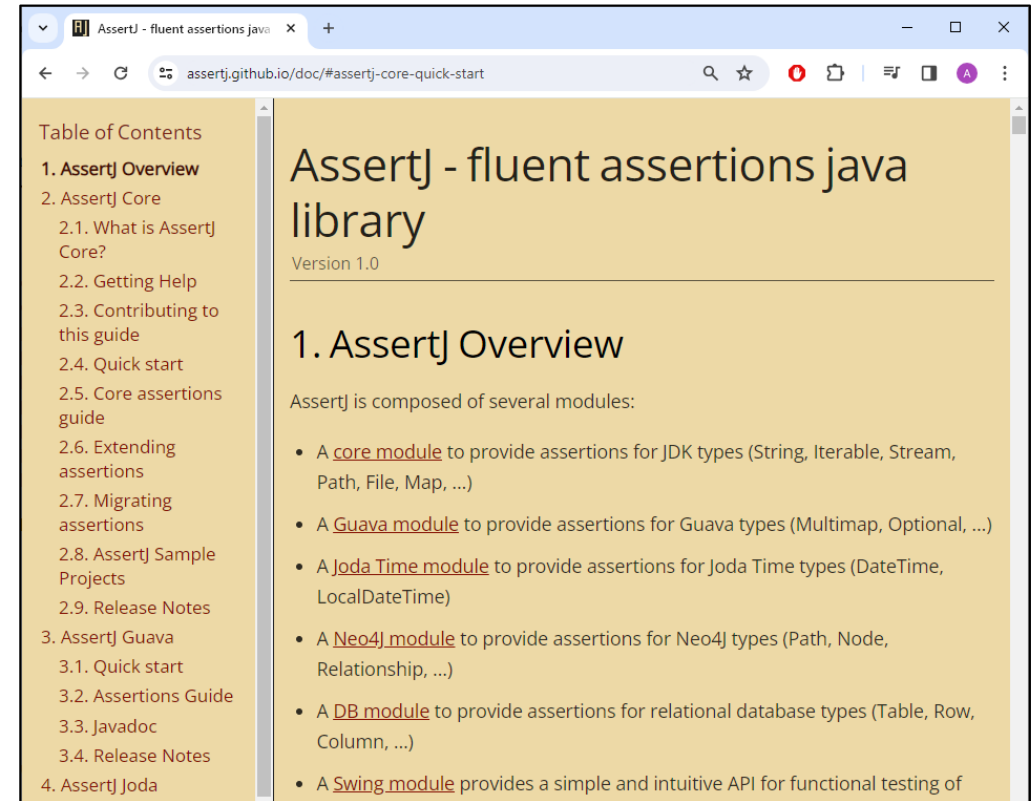 AssertJ - fluent assertions java
assertj.github.io/doc/#assertj-core-quick-start
A
Table of Contents
1. AssertJ Overview
2. AssertJ Core
2.1. What is AssertJ
Core?
2.2. Getting Help
2.3. Contributing to
this guide
2.4. Quick start
2.5. Core assertions
guide
2.6. Extending
assertions
2.7. Migrating
assertions
2.8. AssertJ Sample
Projects
2.9. Release Notes
3. AssertJ Guava
3.1. Quick start
3.2. Assertions Guide
3.3. Javadoc
3.4. Release Notes
4. AssertJ Joda
AssertJ - fluent assertions java
library
Version 1.0
1. AssertJ Overview
AssertJ is composed of several modules:
• A core module to provide assertions for JDK types (String, Iterable, Stream,
Path, File, Map, …)
• A Guava module to provide assertions for Guava types (Multimap, Optional, …)
• A Joda Time module to provide assertions for Joda Time types (DateTime,
LocalDateTime)
• A Neo4J module to provide assertions for Neo4J types (Path, Node,
Relationship, …)
• A DB module to provide assertions for relational database types (Table, Row,
Column, …)
• A Swing module provides a simple and intuitive API for functional testing of